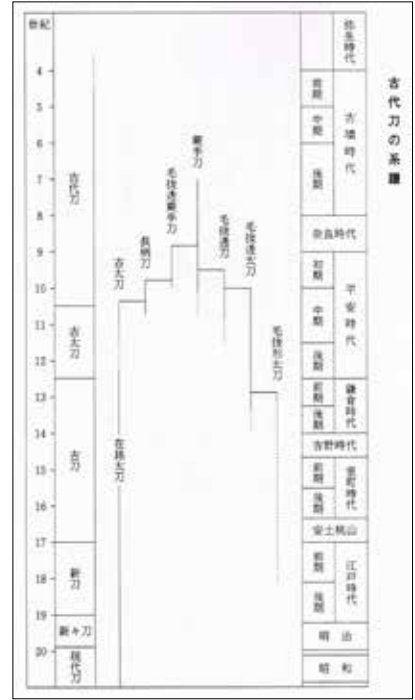 古代刀の系譜
世紀
4
5
6
7
8
9
10
11
12
13
14
15
16
17
18
19
20
古代刀
古太刀
古刀
新刀
新々刀
現代刀
古太刀
長柄刀
毛抜透蕨手刀
蕨手刀
毛抜透刀
毛抜透太刀
毛抜形太刀
在銘太刀
弥生時代
古墳時代
前期
中期
後期
奈良時代
平安時代
初期
中期
後期
鎌倉時代
前期
後期
吉野時代
室町時代
前期
後期
安土桃山
江戸時代
前期
後期
明治
昭和